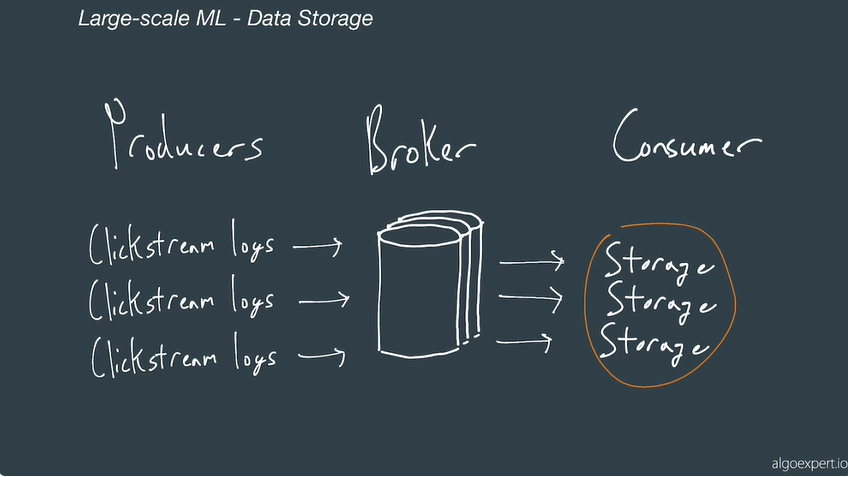 Large-scale ML - Data Storage
Producers Broker Consumer
Clickstream logs Storage
Clickstream logs Storage
Clickstream logs Storage
algoexpert.io